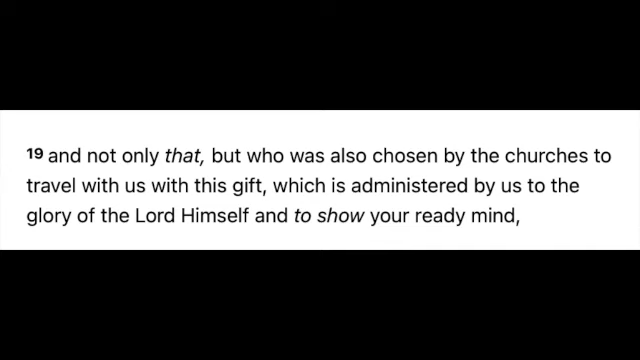 19 and not only that, but who was also chosen by the churches to
travel with us with this gift, which is administered by us to the
glory of the Lord Himself and to show your ready mind,